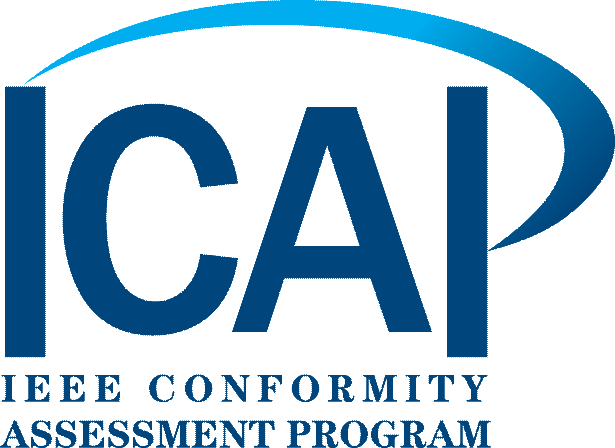 ICAP
IEEE CONFORMITY
ASSESSMENT PROGRAM